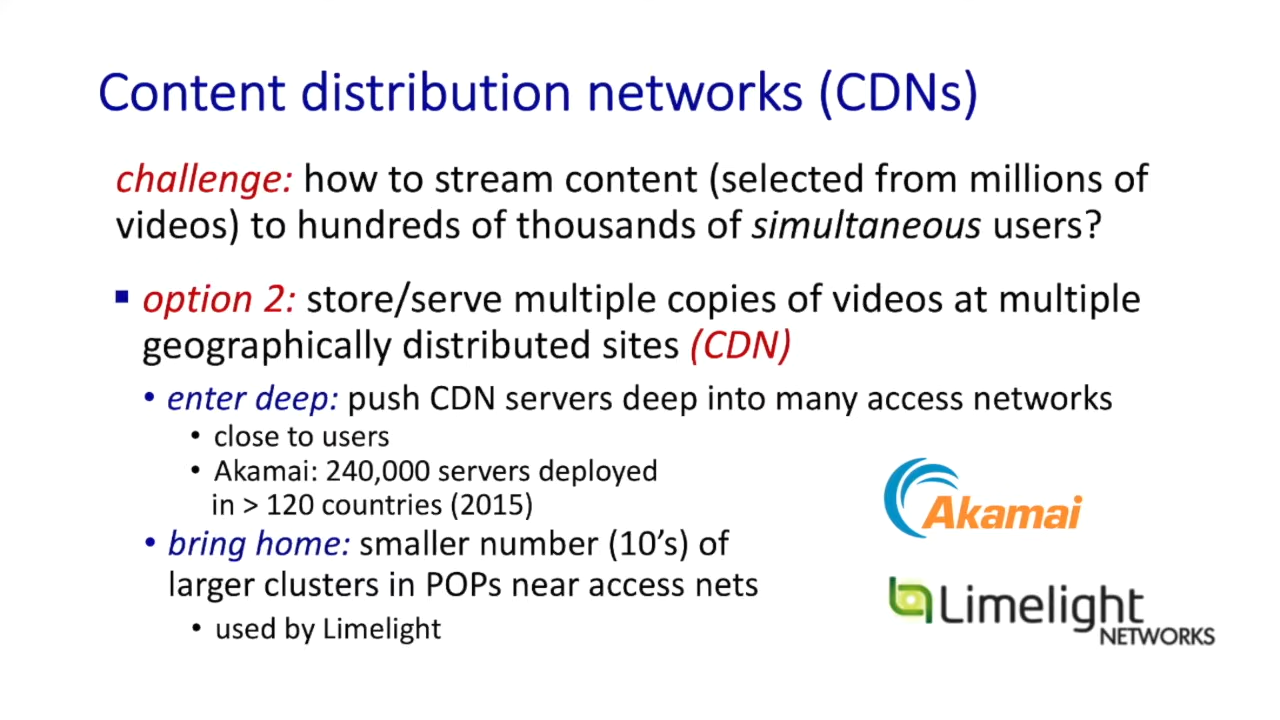 Content distribution networks (CDNs)
challenge: how to stream content (selected from millions of
videos) to hundreds of thousands of simultaneous users?
▪ option 2: store/serve multiple copies of videos at multiple
geographically distributed sites (CDN)
• enter deep: push CDN servers deep into many access networks
• close to users
• Akamai: 240,000 servers deployed
in > 120 countries (2015)
Akamai
• bring home: smaller number (10’s) of
larger clusters in POPs near access nets
• used by Limelight
Limelight
NETWORKS